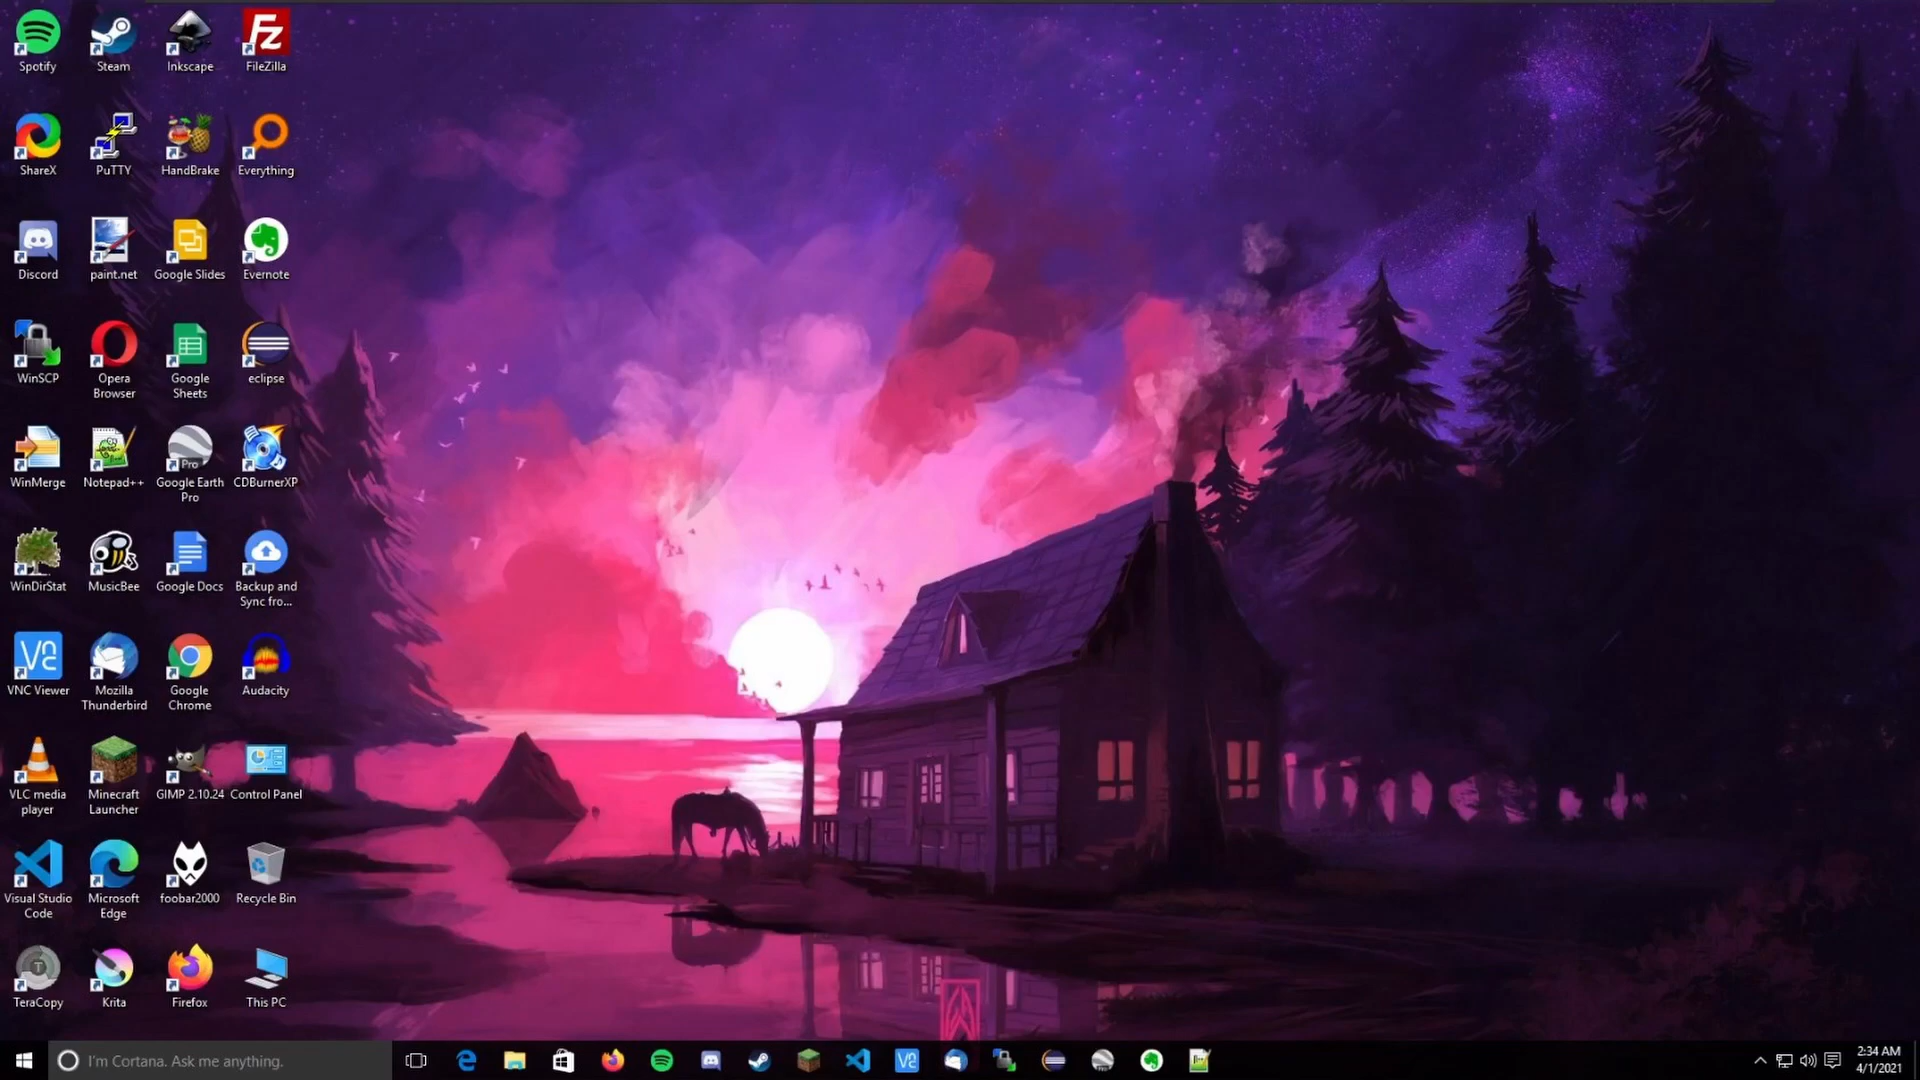 Spotify
Steam
Inkscape
FileZilla
ShareX
PuTTY
HandBrake
Everything
Discord
paint.net
Google Slides
Evernote
WinSCP
Opera
Browser
Google
Sheets
eclipse
WinMerge
Notepad++
Pro
Google Earth
Pro
CDBurnerXP
WinDirStat
MusicBee
Google Docs
Backup and
Sync fro...
VNC Viewer
Mozilla
Thunderbird
Google
Chrome
Audacity
VLC media
player
Minecraft
Launcher
GIMP 2.10.24
Control Panel
Visual Studio
Code
Microsoft
Edge
foobar2000
Recycle Bin
TeraCopy
Krita
Firefox
This PC
I'm Cortana. Ask me anything.
2:34 AM
4/1/2021